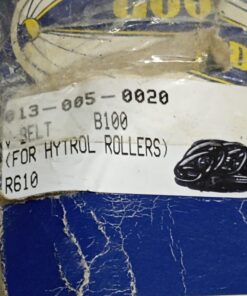 013-005-0020
V-BELT B100
(FOR HYTROL ROLLERS)
R610